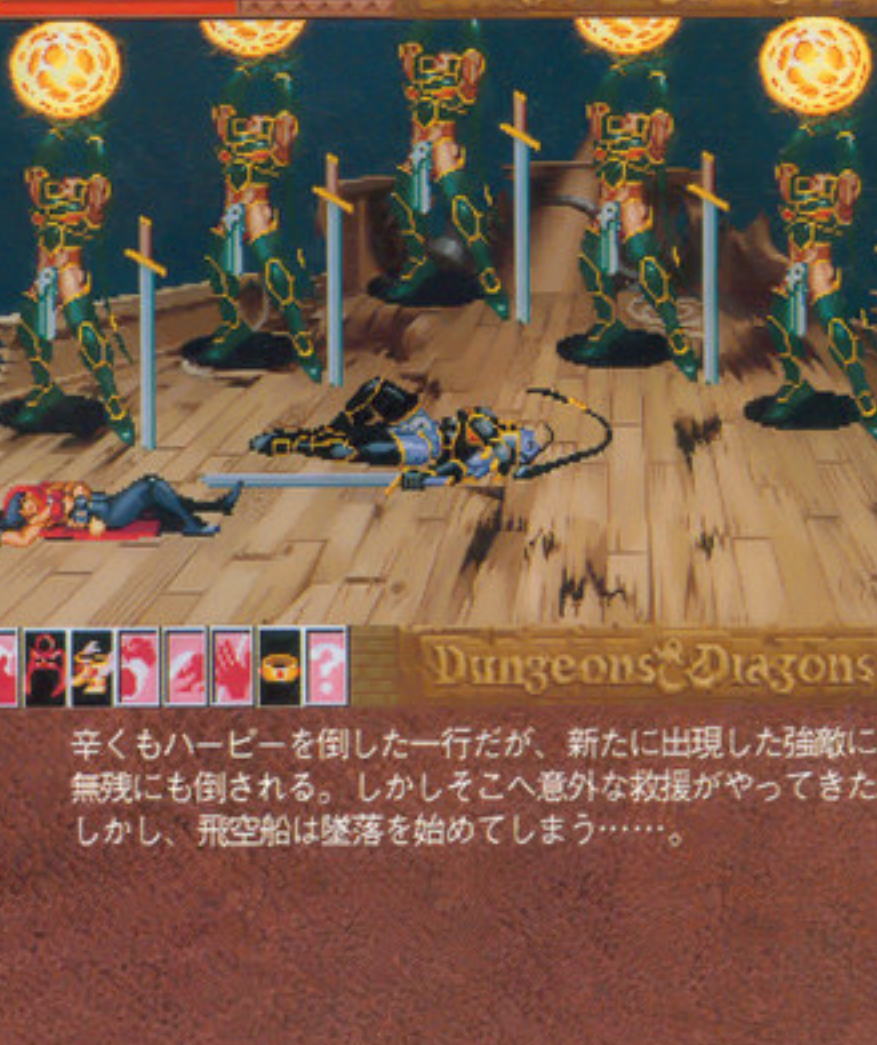 ?
Dungeons & Dragons
辛くもハーピーを倒した一行だが、新たに出現した強敵に
無残にも倒される。しかしそこへ意外な救援がやってきた
しかし、飛空船は墜落を始めてしまう……。